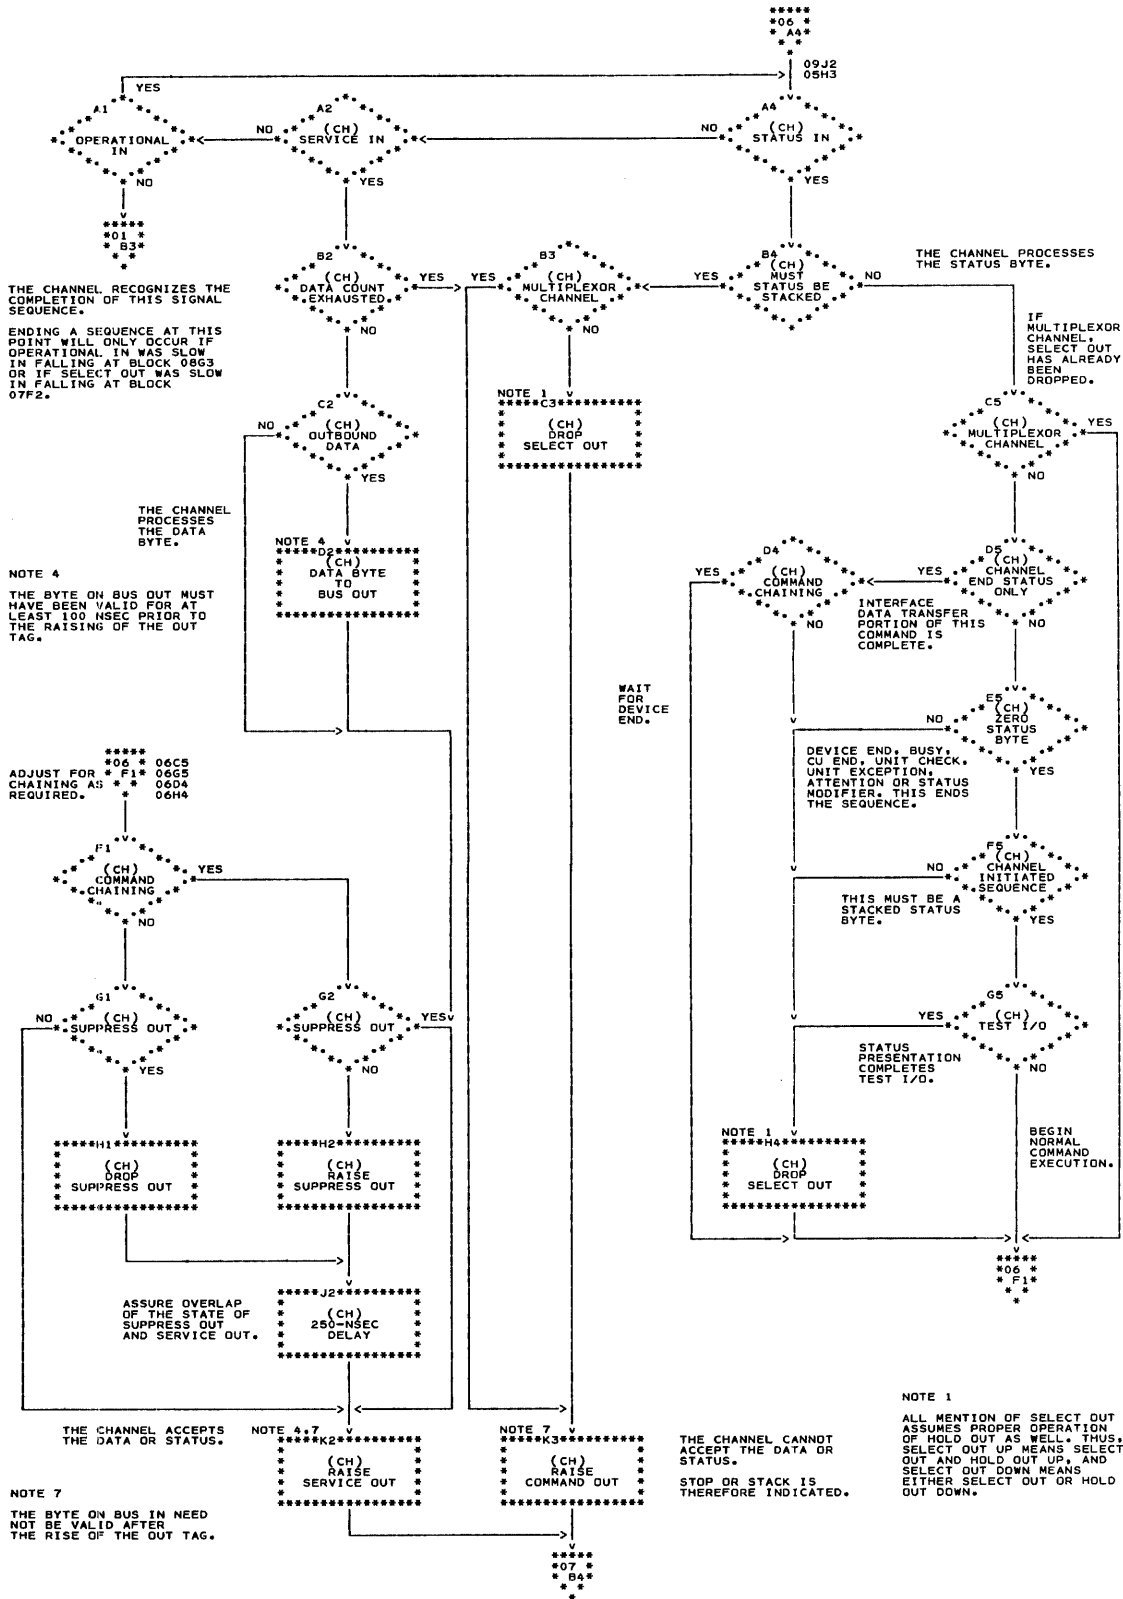 06
A4
09J2
05H3
YES
A1
OPERATIONAL
IN
NO
A2
(CH)
SERVICE IN
NO
YES
A4
(CH)
STATUS IN
NO
YES
01
B3
THE CHANNEL RECOGNIZES THE
COMPLETION OF THIS SIGNAL
SEQUENCE.
ENDING A SEQUENCE AT THIS
POINT WILL ONLY OCCUR IF
OPERATIONAL IN WAS SLOW
IN FALLING AT BLOCK 08G3
OR IF SELECT OUT WAS SLOW
IN FALLING AT BLOCK
07F2.
B2
(CH)
DATA COUNT
EXHAUSTED
YES
NO
B3
(CH)
MULTIPLEXOR
CHANNEL
YES
NO
B4
(CH)
MUST
STATUS BE
STACKED
YES
NO
THE CHANNEL PROCESSES
THE STATUS BYTE.
IF
MULTIPLEXOR
CHANNEL,
SELECT OUT
HAS ALREADY
BEEN
DROPPED.
C2
(CH)
OUTBOUND
DATA
NO
YES
NOTE 1
C3
(CH)
DROP
SELECT OUT
C5
(CH)
MULTIPLEXOR
CHANNEL
YES
NO
THE CHANNEL
PROCESSES
THE DATA
BYTE.
NOTE 4
D2
(CH)
DATA BYTE
TO
BUS OUT
NOTE 4
THE BYTE ON BUS OUT MUST
HAVE BEEN VALID FOR AT
LEAST 100 NSEC PRIOR TO
THE RAISING OF THE OUT
TAG.
D4
(CH)
COMMAND
CHAINING
YES
NO
D5
(CH)
CHANNEL
END STATUS
ONLY
YES
NO
INTERFACE
DATA TRANSFER
PORTION OF THIS
COMMAND IS
COMPLETE.
WAIT
FOR
DEVICE
END.
E5
(CH)
ZERO
STATUS
BYTE
NO
YES
DEVICE END, BUSY,
CU END, UNIT CHECK,
UNIT EXCEPTION,
ATTENTION OR STATUS
MODIFIER. THIS ENDS
THE SEQUENCE.
ADJUST FOR
CHAINING AS
REQUIRED.
06
F1
06C5
06G5
06D4
06H4
F1
(CH)
COMMAND
CHAINING
YES
NO
F5
(CH)
CHANNEL
INITIATED
SEQUENCE
NO
YES
THIS MUST BE A
STACKED STATUS
BYTE.
G1
(CH)
SUPPRESS OUT
NO
YES
G2
(CH)
SUPPRESS OUT
YES
NO
G5
(CH)
TEST I/O
YES
NO
STATUS
PRESENTATION
COMPLETES
TEST I/O.
H1
(CH)
DROP
SUPPRESS OUT
H2
(CH)
RAISE
SUPPRESS OUT
NOTE 1
H4
(CH)
DROP
SELECT OUT
BEGIN
NORMAL
COMMAND
EXECUTION.
06
F1
ASSURE OVERLAP
OF THE STATE OF
SUPPRESS OUT
AND SERVICE OUT.
J2
(CH)
250-NSEC
DELAY
THE CHANNEL ACCEPTS
THE DATA OR STATUS.
NOTE 4,7
K2
(CH)
RAISE
SERVICE OUT
NOTE 7
K3
(CH)
RAISE
COMMAND OUT
THE CHANNEL CANNOT
ACCEPT THE DATA OR
STATUS.
STOP OR STACK IS
THEREFORE INDICATED.
NOTE 1
ALL MENTION OF SELECT OUT
ASSUMES PROPER OPERATION
OF HOLD OUT AS WELL. THUS,
SELECT OUT UP MEANS SELECT
OUT AND HOLD OUT UP, AND
SELECT OUT DOWN MEANS
EITHER SELECT OUT OR HOLD
OUT DOWN.
NOTE 7
THE BYTE ON BUS IN NEED
NOT BE VALID AFTER
THE RISE OF THE OUT TAG.
07
B4